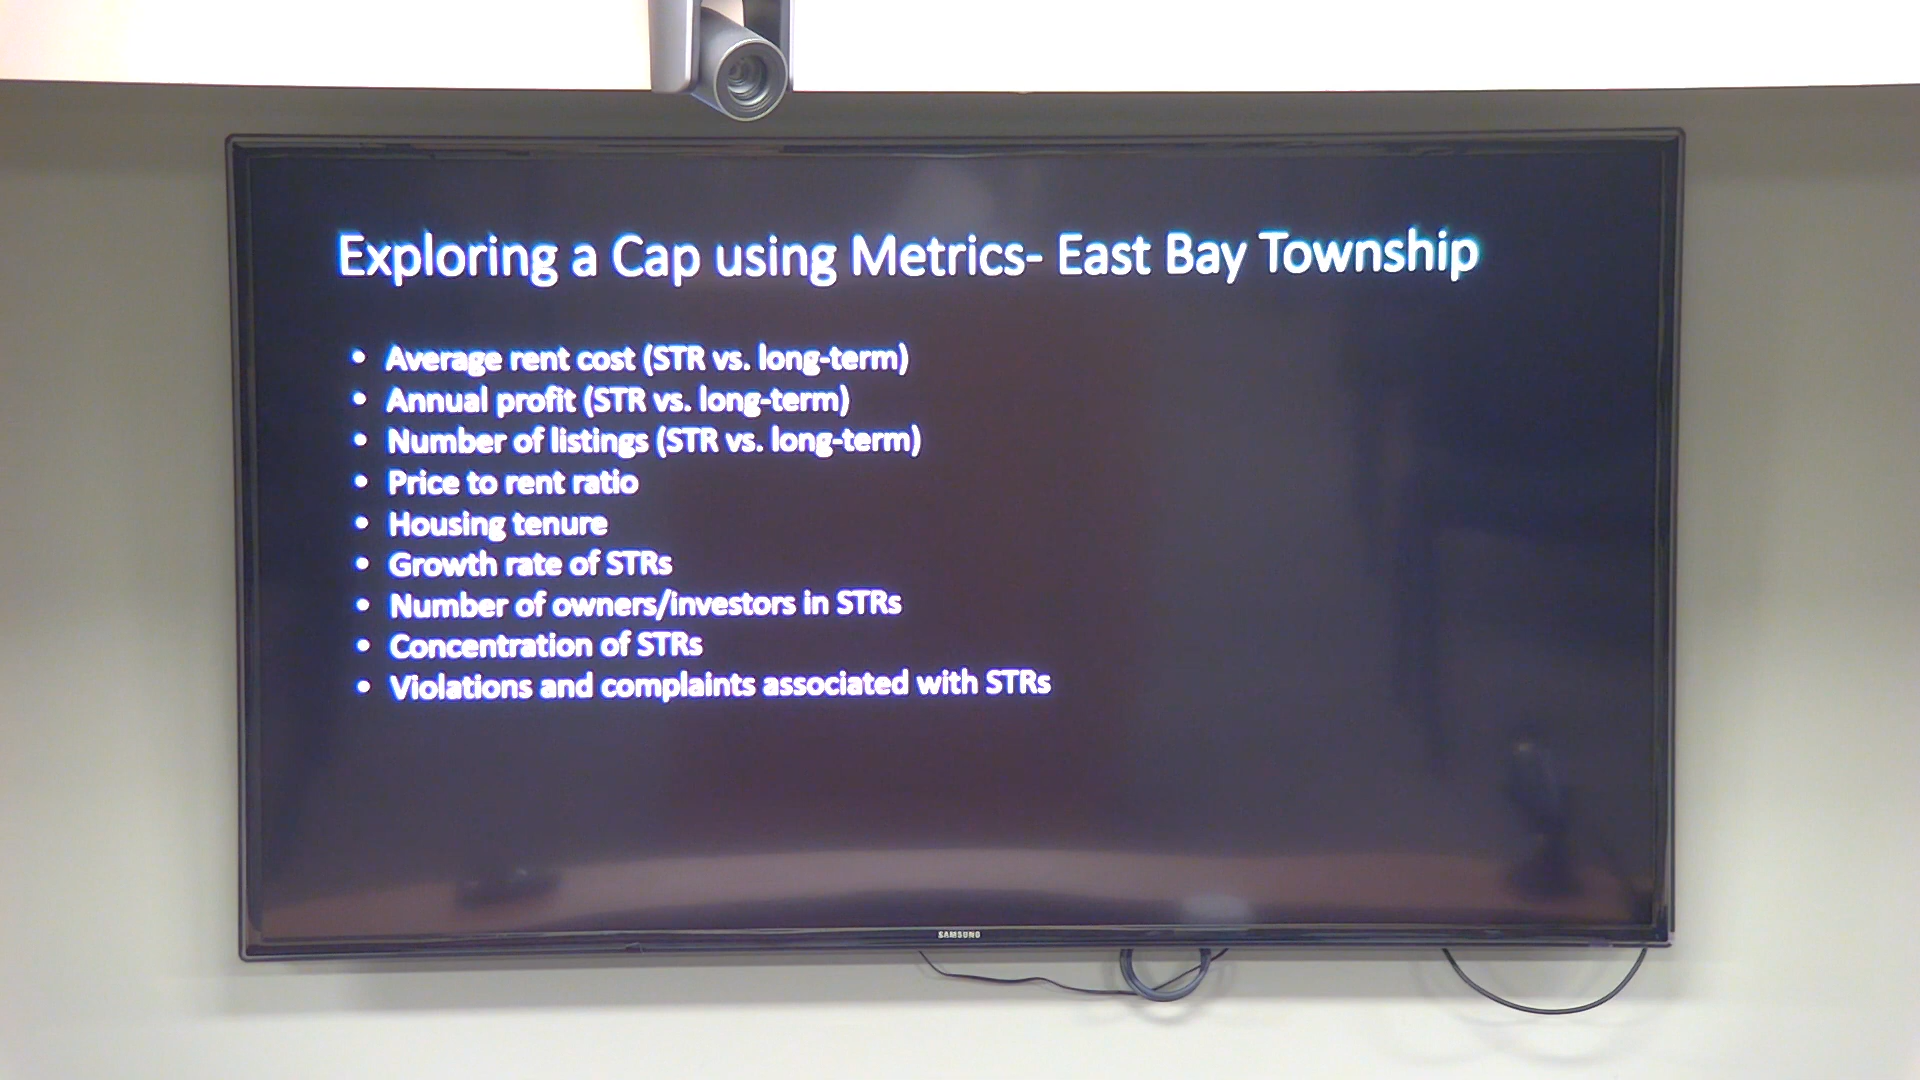 Exploring a Cap using Metrics- East Bay Township
• Average rent cost (STR vs. long-term)
• Annual profit (STR vs. long-term)
• Number of listings (STR vs. long-term)
• Price to rent ratio
• Housing tenure
• Growth rate of STRs
• Number of owners/investors in STRs
• Concentration of STRs
• Violations and complaints associated with STRs
SAMSUNG